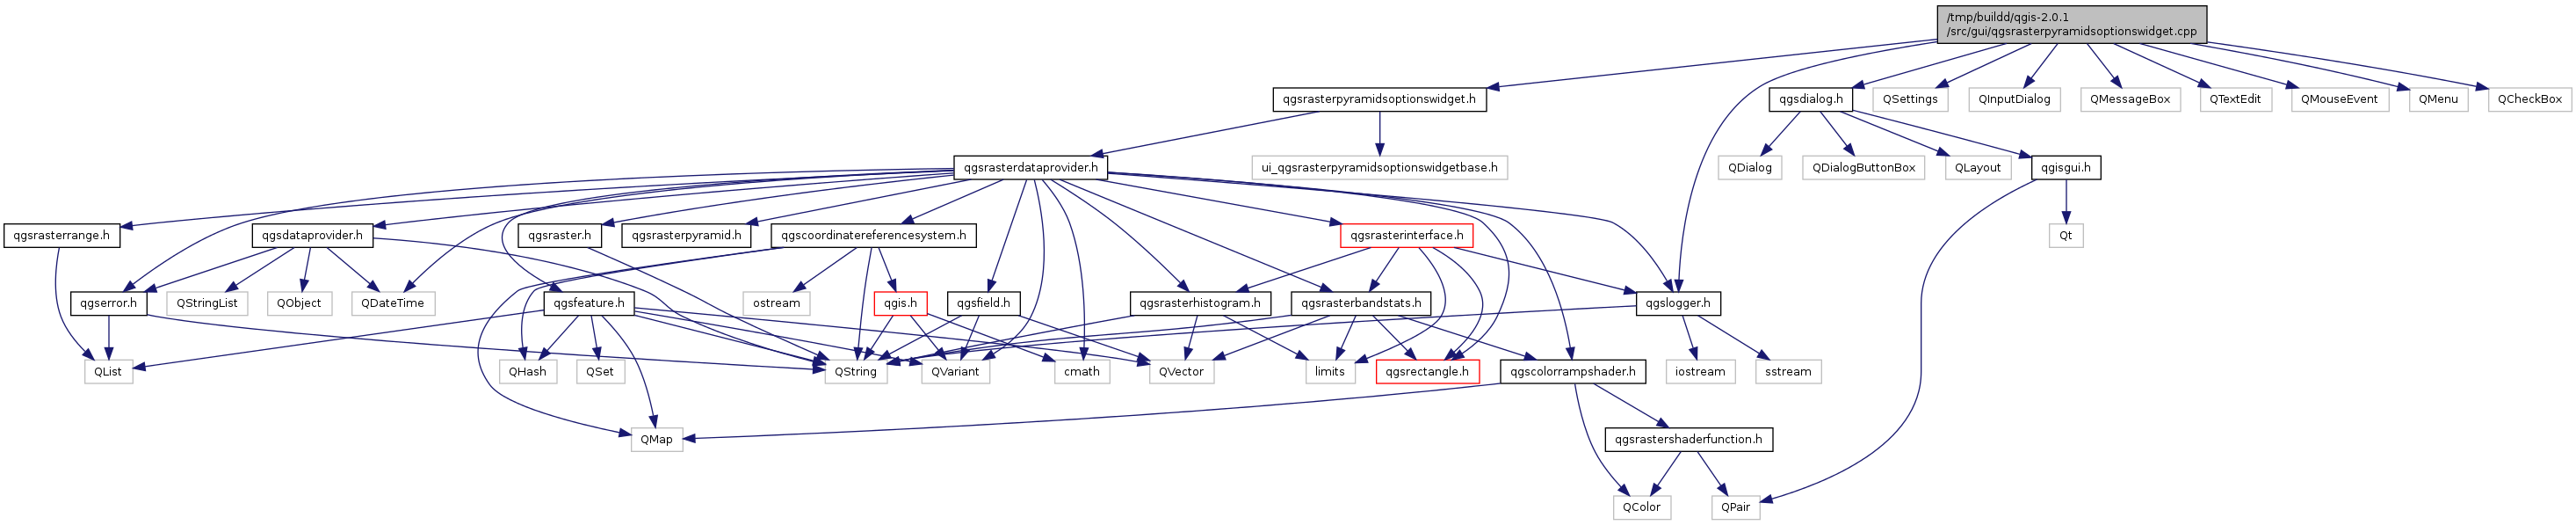 /tmp/buildd/qgis-2.0.1
/src/gui/qgsrasterpyramidsoptionswidget.cpp
qgsrasterpyramidsoptionswidget.h
qgsdialog.h
QSettings
QInputDialog
QMessageBox
QTextEdit
QMouseEvent
QMenu
QCheckBox
qgsrasterdataprovider.h
ui_qgsrasterpyramidsoptionswidgetbase.h
QDialog
QDialogButtonBox
QLayout
qgisgui.h
qgsrasterrange.h
qgsdataprovider.h
qgsraster.h
qgsrasterpyramid.h
qgscoordinatereferencesystem.h
qgsrasterinterface.h
Qt
qgserror.h
QStringList
QObject
QDateTime
qgsfeature.h
ostream
qgis.h
qgsfield.h
qgsrasterhistogram.h
qgsrasterbandstats.h
qgslogger.h
QList
QHash
QSet
QString
QVariant
cmath
QVector
limits
qgsrectangle.h
qgscolorrampshader.h
iostream
sstream
QMap
qgsrastershaderfunction.h
QColor
QPair